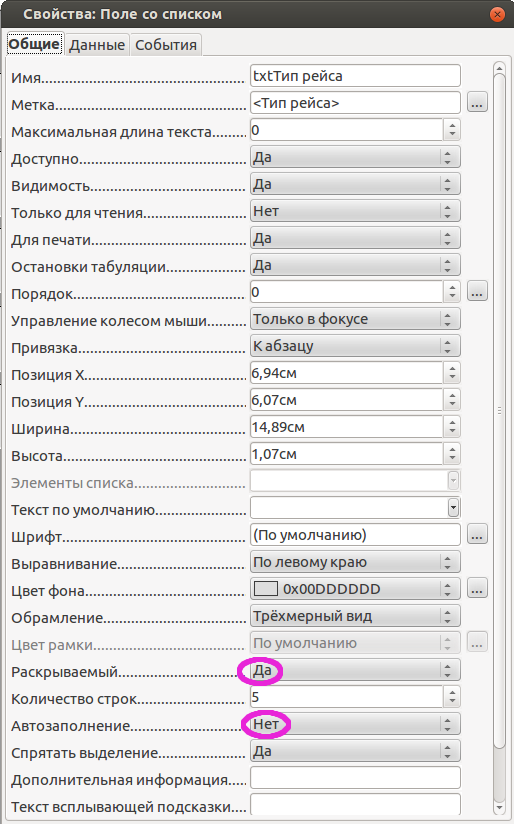 Свойства: Поле со списком
Общие Данные События
Имя txtТип рейса
Метка <Тип рейса> ...
Максимальная длина текста 0
Доступно Да
Видимость Да
Только для чтения Нет
Для печати Да
Остановки табуляции Да
Порядок 0 ...
Управление колесом мыши Только в фокусе
Привязка К абзацу
Позиция X 6,94см
Позиция Y 6,07см
Ширина 14,89см
Высота 1,07см
Элементы списка
Текст по умолчанию
Шрифт (По умолчанию) ...
Выравнивание По левому краю
Цвет фона 0x00DDDDDD ...
Обрамление Трёхмерный вид
Цвет рамки По умолчанию ...
Раскрываемый Да
Количество строк 5
Автозаполнение Нет
Спрятать выделение Да
Дополнительная информация
Текст всплывающей подсказки